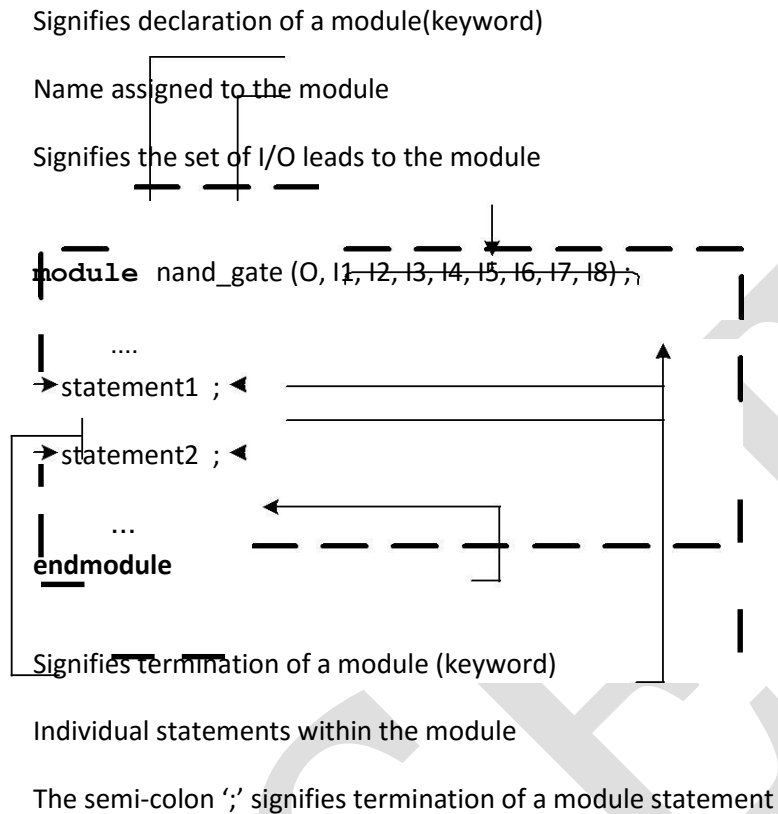 Signifies declaration of a module(keyword)
Name assigned to the module
Signifies the set of I/O leads to the module
module nand_gate (O, I1, I2, I3, I4, I5, I6, I7, I8) ;
....
statement1 ;
statement2 ;
...
endmodule
Signifies termination of a module (keyword)
Individual statements within the module
The semi-colon ‘;’ signifies termination of a module statement